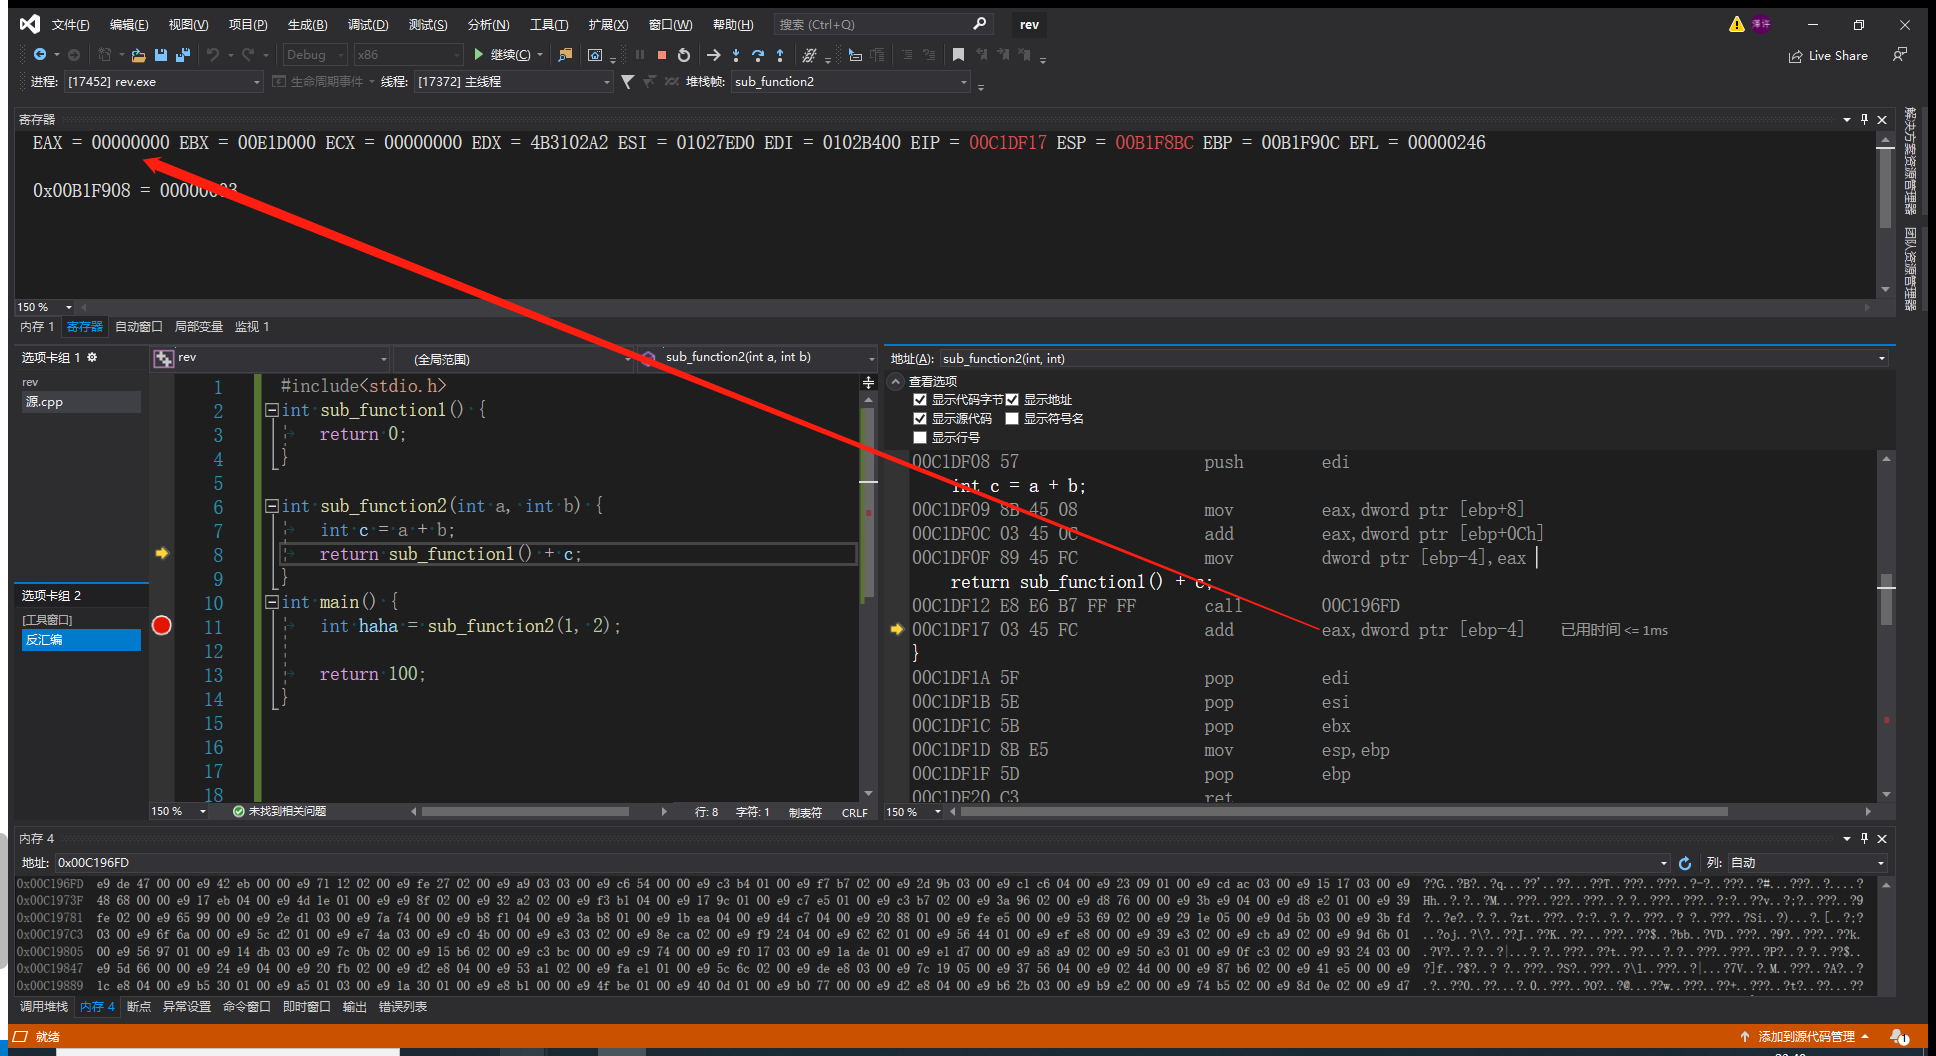 文件(F) 编辑(E) 视图(V) 项目(P) 生成(B) 调试(D) 测试(S) 分析(N) 工具(T) 扩展(X) 窗口(W) 帮助(H) 搜索 (Ctrl+Q) rev
Debug x86 继续(C) Live Share
进程: [17452] rev.exe 生命周期事件 线程: [17372] 主线程 堆栈帧: sub_function2
寄存器
EAX = 00000000 EBX = 00E1D000 ECX = 00000000 EDX = 4B3102A2 ESI = 01027ED0 EDI = 0102B400 EIP = 00C1DF17 ESP = 00B1F8BC EBP = 00B1F90C EFL = 00000246
0x00B1F908 = 00000003
解决方案资源管理器
团队资源管理器
150 %
内存 1 寄存器 自动窗口 局部变量 监视 1
选项卡组 1
rev
源.cpp
选项卡组 2
[工具窗口]
反汇编
rev (全局范围) sub_function2(int a, int b)
1 #include<stdio.h>
2 int sub_function1() {
3 return 0;
4 }
5
6 int sub_function2(int a, int b) {
7 int c = a + b;
8 return sub_function1() + c;
9 }
10 int main() {
11 int haha = sub_function2(1, 2);
12
13 return 100;
14 }
15
16
17
18
150 % 未找到相关问题 行: 8 字符: 1 制表符 CRLF
地址(A): sub_function2(int, int)
查看选项
显示代码字节 显示地址
显示源代码 显示符号名
显示行号
00C1DF08 57 push edi
int c = a + b;
00C1DF09 8B 45 08 mov eax,dword ptr [ebp+8]
00C1DF0C 03 45 0C add eax,dword ptr [ebp+0Ch]
00C1DF0F 89 45 FC mov dword ptr [ebp-4],eax
return sub_function1() + c;
00C1DF12 E8 E6 B7 FF FF call 00C196FD
00C1DF17 03 45 FC add eax,dword ptr [ebp-4] 已用时间 <= 1ms
}
00C1DF1A 5F pop edi
00C1DF1B 5E pop esi
00C1DF1C 5B pop ebx
00C1DF1D 8B E5 mov esp,ebp
00C1DF1F 5D pop ebp
00C1DF20 C3 ret
150 %
内存 4
地址: 0x00C196FD 列: 自动
0x00C196FD e9 de 47 00 00 e9 42 eb 00 00 e9 71 12 02 00 e9 fe 27 02 00 e9 a9 03 03 00 e9 c6 54 00 00 e9 c3 b4 01 00 e9 f7 b7 02 00 e9 2d 9b 03 00 e9 c1 c6 04 00 e9 23 09 01 00 e9 cd ac 03 00 e9 15 17 03 00 e9
0x00C1973F 48 68 00 00 e9 17 eb 04 00 e9 4d 1e 01 00 e9 8f 02 00 e9 32 a2 02 00 e9 f3 b1 04 00 e9 17 9c 01 00 e9 c7 e5 01 00 e9 c3 b7 02 00 e9 3a 96 02 00 e9 d8 76 00 00 e9 3b e9 04 00 e9 d8 e2 01 00 e9 39
0x00C19781 fe 02 00 e9 65 99 00 00 e9 2e d1 03 00 e9 7a 74 00 00 e9 b8 f1 04 00 e9 3a b8 01 00 e9 1b ea 04 00 e9 d4 c7 04 00 e9 20 88 01 00 e9 fe e5 00 00 e9 53 69 02 00 e9 29 1e 05 00 e9 0d 5b 03 00 e9 3b fd
0x00C197C3 03 00 e9 6f 6a 00 00 e9 5c d2 01 00 e9 e7 4a 03 00 e9 c0 4b 00 00 e9 e3 03 02 00 e9 8e ca 02 00 e9 f9 24 04 00 e9 62 62 01 00 e9 56 44 01 00 e9 ef e8 00 00 e9 39 e3 02 00 e9 cb a9 02 00 e9 9d 6b 01
0x00C19805 00 e9 56 97 01 00 e9 14 db 03 00 e9 7c 0b 02 00 e9 15 b6 02 00 e9 c3 bc 00 00 e9 c9 74 00 00 e9 f0 17 03 00 e9 1a de 01 00 e9 e1 d7 00 00 e9 a8 a9 02 00 e9 50 e3 01 00 e9 0f c3 02 00 e9 93 24 03 00
0x00C19847 e9 5d 66 00 00 e9 24 e9 04 00 e9 20 fb 02 00 e9 d2 e8 04 00 e9 53 a1 02 00 e9 fa e1 01 00 e9 5c 6c 02 00 e9 de e8 03 00 e9 7c 19 05 00 e9 37 56 04 00 e9 02 4d 00 00 e9 87 b6 02 00 e9 41 e5 00 00 e9
0x00C19889 1c e8 04 00 e9 b5 30 01 00 e9 a5 01 03 00 e9 1a 30 01 00 e9 e8 b1 00 00 e9 4f be 01 00 e9 40 0d 01 00 e9 b0 77 00 00 e9 d2 e8 04 00 e9 b6 2b 03 00 e9 b9 e2 00 00 e9 74 b5 02 00 e9 8d 0e 02 00 e9 d7
调用堆栈 内存 4 断点 异常设置 命令窗口 即时窗口 输出 错误列表
就绪 添加到源代码管理 1